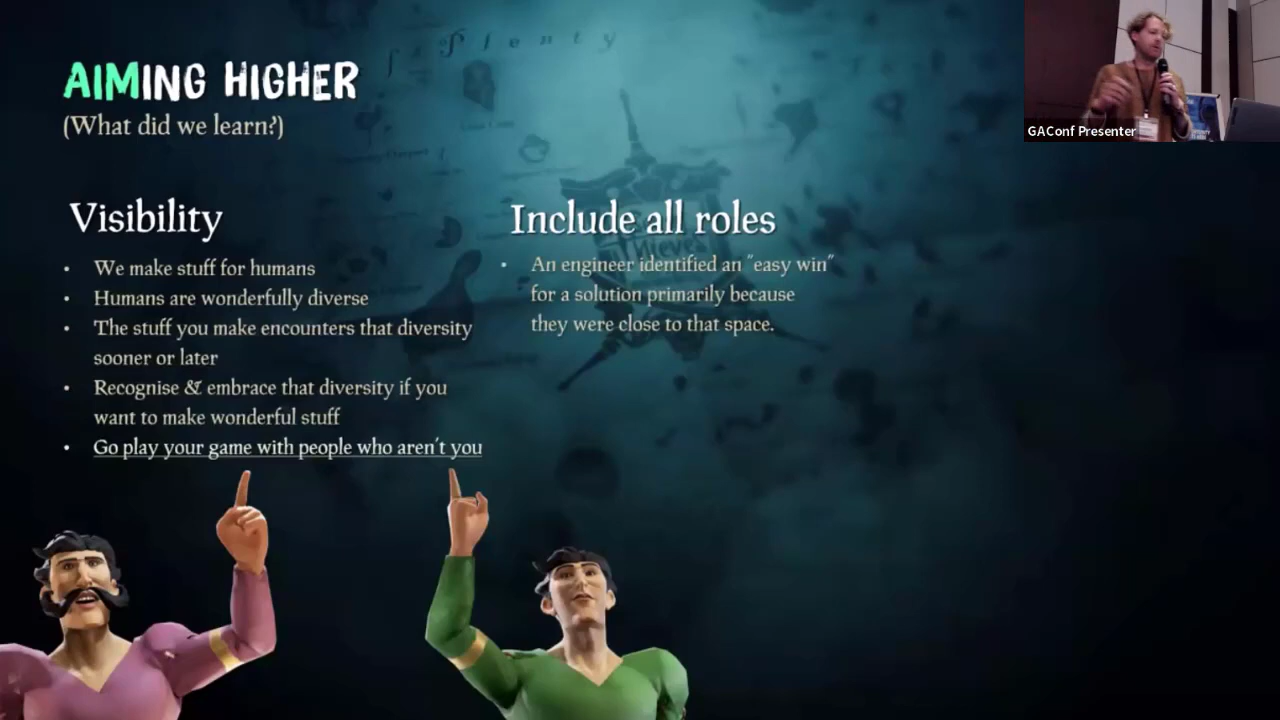 AIMING HIGHER
(What did we learn?)
Visibility
• We make stuff for humans
• Humans are wonderfully diverse
• The stuff you make encounters that diversity
sooner or later
• Recognise & embrace that diversity if you
want to make wonderful stuff
• Go play your game with people who aren't you
Include all roles
• An engineer identified an "easy win"
for a solution primarily because
they were close to that space.
Plenty
Thieves
GAConf Presenter